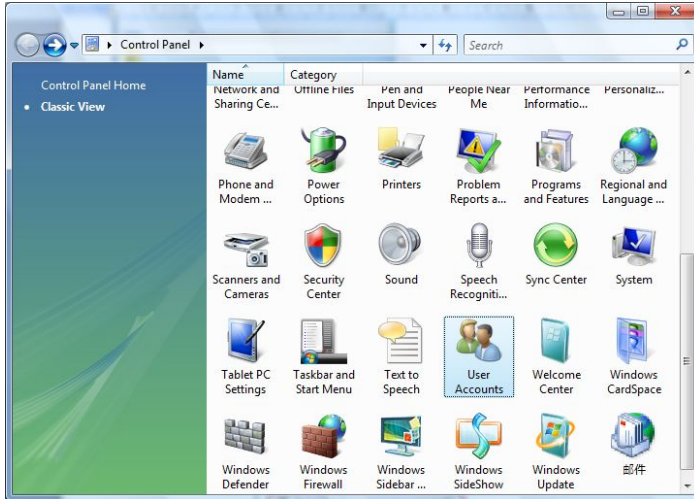 Control Panel
Search
Control Panel Home
Classic View
Name Category
Network and Offline Files Pen and People Near Performance Personaliz...
Sharing Ce... Input Devices Me Informatio...
Phone and Power Printers Problem Programs Regional and
Modem ... Options Reports a... and Features Language ...
Scanners and Security Sound Speech Sync Center System
Cameras Center Recogniti...
Tablet PC Taskbar and Text to User Welcome Windows
Settings Start Menu Speech Accounts Center CardSpace
Windows Windows Windows Windows Windows 邮件
Defender Firewall Sidebar ... SideShow Update